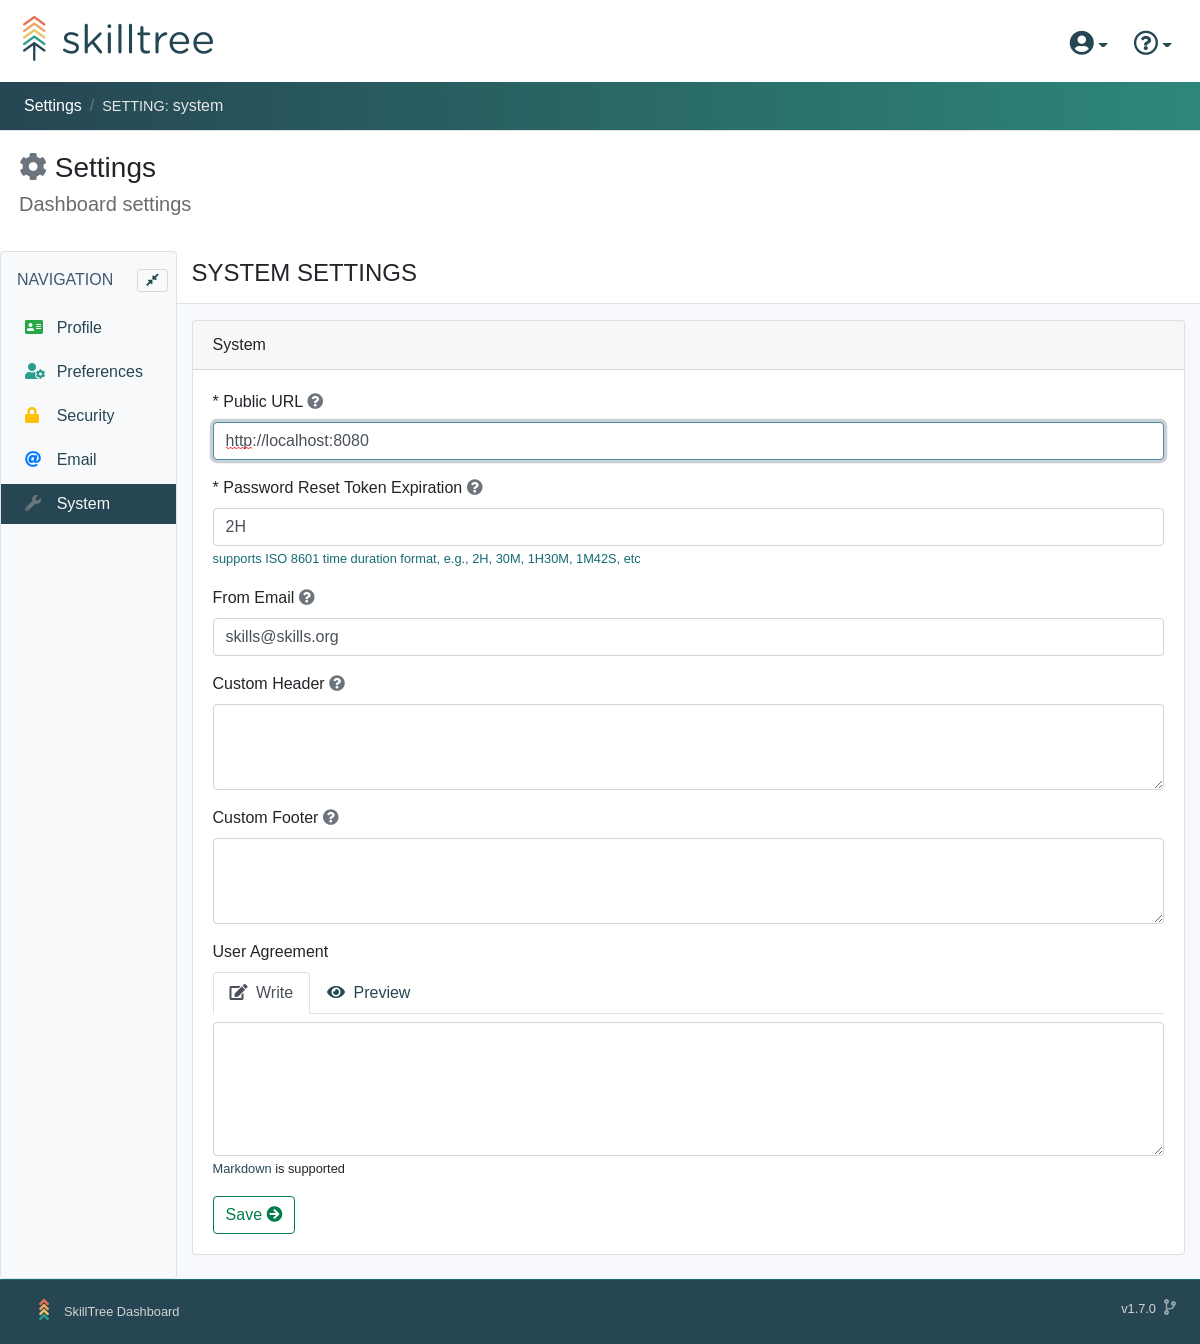 skilltree
Settings / SETTING: system
Settings
Dashboard settings
NAVIGATION
Profile
Preferences
Security
Email
System
SYSTEM SETTINGS
System
* Public URL
http://localhost:8080
* Password Reset Token Expiration
2H
supports ISO 8601 time duration format, e.g., 2H, 30M, 1H30M, 1M42S, etc
From Email
skills@skills.org
Custom Header
Custom Footer
User Agreement
Write Preview
Markdown is supported
Save
SkillTree Dashboard
v1.7.0